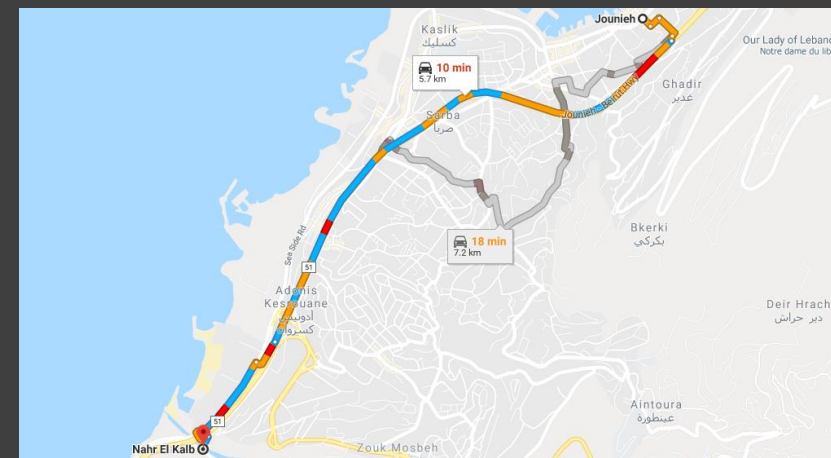 Jounieh
Kaslik
كسليك
Our Lady of Leban
Notre dame du lib
10 min
5.7 km
Ghadir
غدير
Sarba
صربا
Jounieh - Beirut Hwy
Bkerki
بكركي
18 min
7.2 km
Sea Side Rd
51
Adonis
Kesrouane
أدونيس
كسروان
Deir Hrach
دير حراش
Aintoura
عينطورة
51
Nahr El Kalb
Zouk Mosbeh